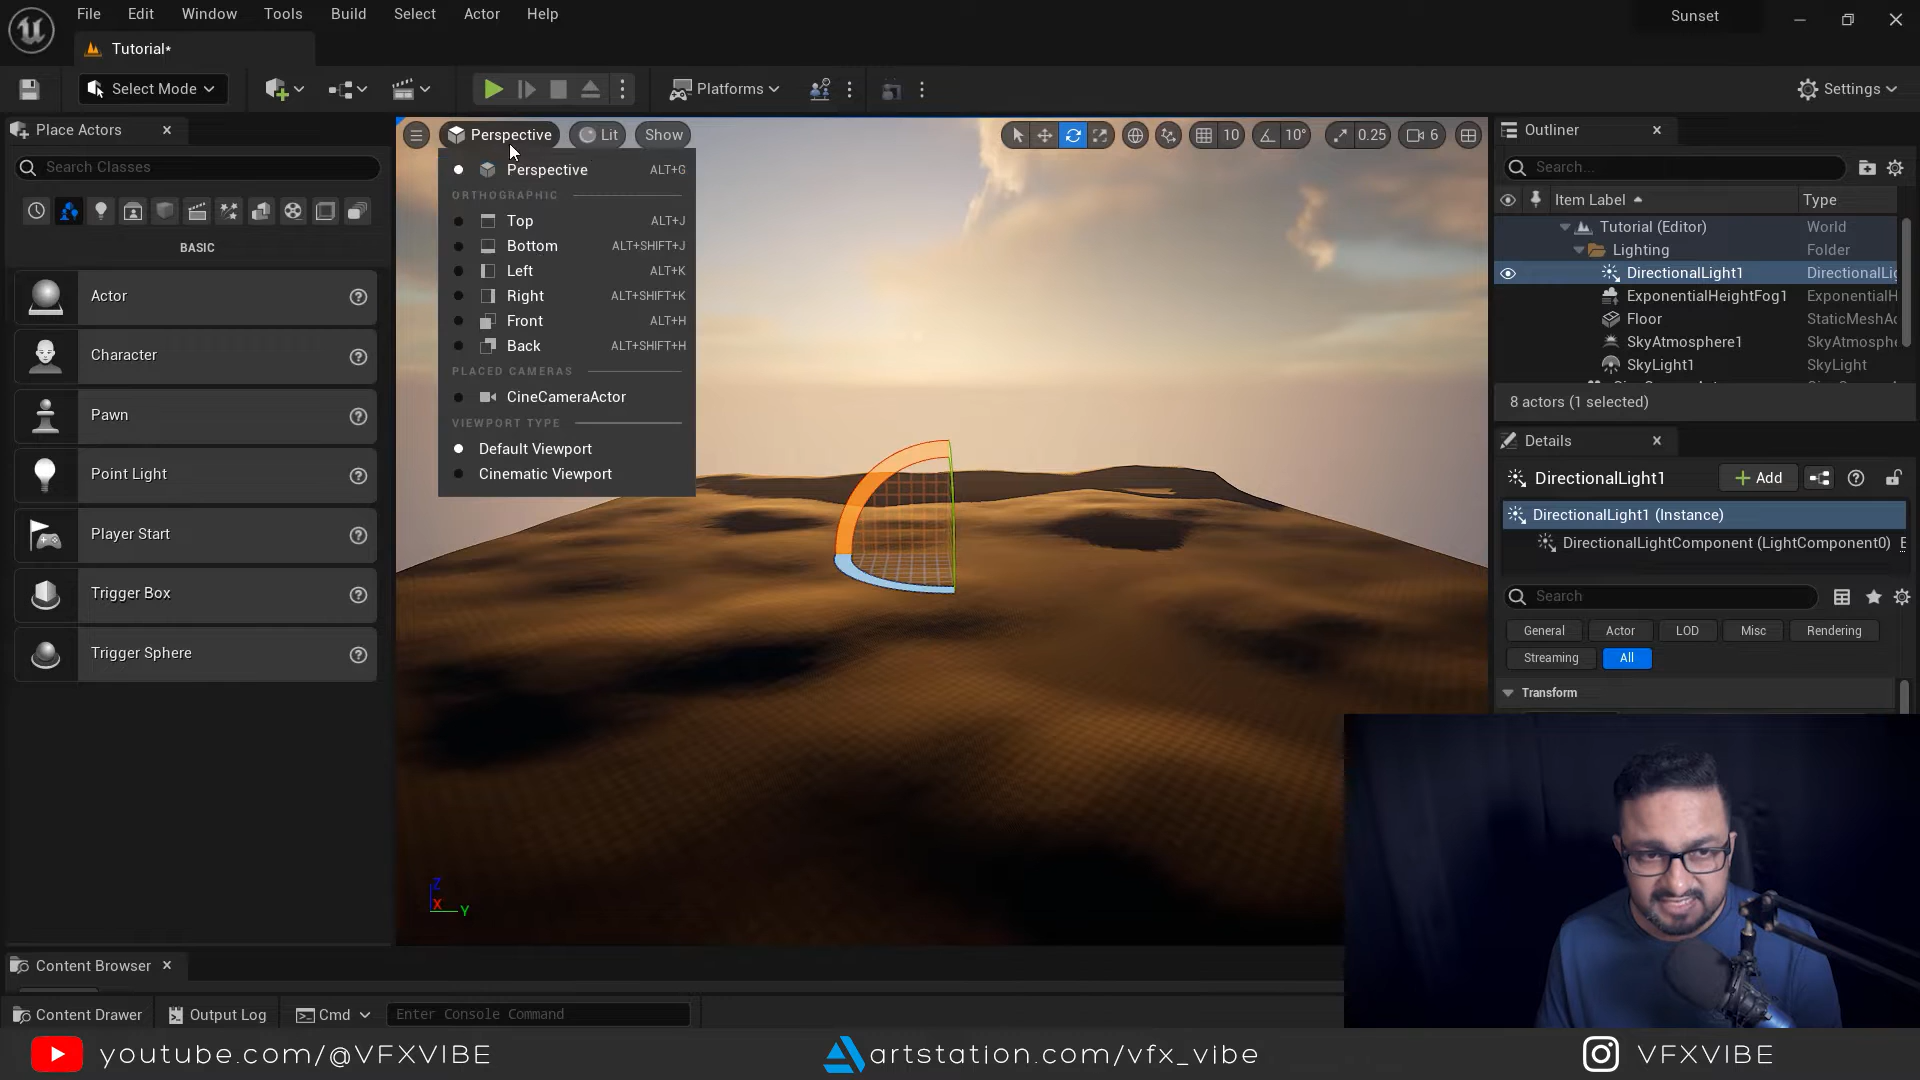 File Edit Window Tools Build Select Actor Help
Sunset
Tutorial*
Select Mode
Platforms
Settings
Place Actors
Search Classes
BASIC
Actor
Character
Pawn
Point Light
Player Start
Trigger Box
Trigger Sphere
Perspective Lit Show
10 10° 0.25 6
Perspective ALT+G
ORTHOGRAPHIC
Top ALT+J
Bottom ALT+SHIFT+J
Left ALT+K
Right ALT+SHIFT+K
Front ALT+H
Back ALT+SHIFT+H
PLACED CAMERAS
CineCameraActor
VIEWPORT TYPE
Default Viewport
Cinematic Viewport
Z
X Y
Outliner
Search...
Item Label Type
Tutorial (Editor) World
Lighting Folder
DirectionalLight1 DirectionalLig
ExponentialHeightFog1 ExponentialH
Floor StaticMeshAc
SkyAtmosphere1 SkyAtmosphe
SkyLight1 SkyLight
8 actors (1 selected)
Details
DirectionalLight1 Add
DirectionalLight1 (Instance)
DirectionalLightComponent (LightComponent0) E
Search
General Actor LOD Misc Rendering
Streaming All
Transform
Content Browser
Content Drawer Output Log Cmd Enter Console Command
youtube.com/@VFXVIBE artstation.com/vfx_vibe VFXVIBE